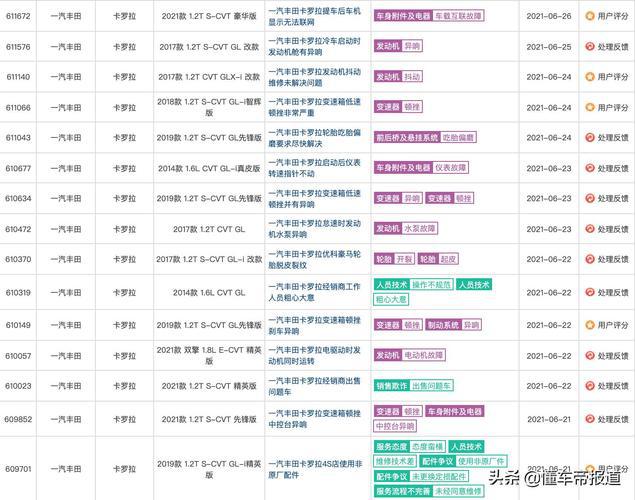 611672 一汽丰田 卡罗拉 2021款 1.2T S-CVT 豪华版 一汽丰田卡罗拉提车后车机显示无法联网 车身附件及电器 车载互联故障 2021-06-26 用户评分
611576 一汽丰田 卡罗拉 2017款 1.2T S-CVT GL 改款 一汽丰田卡罗拉冷车启动时发动机舱有异响 发动机 异响 2021-06-25 处理反馈
611140 一汽丰田 卡罗拉 2017款 1.2T CVT GLX-i 改款 一汽丰田卡罗拉发动机抖动维修未解决问题 发动机 抖动 2021-06-24 用户评分
611066 一汽丰田 卡罗拉 2018款 1.2T S-CVT GL-i智辉版 一汽丰田卡罗拉变速箱低速顿挫非常严重 变速器 顿挫 2021-06-24 用户评分
611043 一汽丰田 卡罗拉 2019款 1.2T S-CVT GL先锋版 一汽丰田卡罗拉轮胎吃胎偏磨要求尽快解决 前后桥及悬挂系统 吃胎偏磨 2021-06-24 处理反馈
610677 一汽丰田 卡罗拉 2014款 1.6L CVT GL-i真皮版 一汽丰田卡罗拉启动后仪表转速指针不动 车身附件及电器 仪表故障 2021-06-23 用户评分
610634 一汽丰田 卡罗拉 2019款 1.2T S-CVT GL先锋版 一汽丰田卡罗拉变速箱低速顿挫并有异响 变速器 异响 变速器 顿挫 2021-06-23 处理反馈
610472 一汽丰田 卡罗拉 2017款 1.2T CVT GL 一汽丰田卡罗拉怠速时发动机水泵异响 发动机 水泵故障 2021-06-22 处理反馈
610370 一汽丰田 卡罗拉 2017款 1.2T S-CVT GL-i 改款 一汽丰田卡罗拉优科豪马轮胎脱皮裂纹 轮胎 开裂 轮胎 起皮 2021-06-22 处理反馈
610319 一汽丰田 卡罗拉 2014款 1.6L CVT GL 一汽丰田卡罗拉经销商工作人员粗心大意 人员技术 操作不规范 人员技术 粗心大意 2021-06-22 处理反馈
610149 一汽丰田 卡罗拉 2019款 1.2T S-CVT GL先锋版 一汽丰田卡罗拉变速箱顿挫刹车异响 变速器 顿挫 制动系统 异响 2021-06-22 用户评分
610057 一汽丰田 卡罗拉 2021款 双擎 1.8L E-CVT 精英版 一汽丰田卡罗拉电驱动时发动机同时运转 发动机 电动机故障 2021-06-22 处理反馈
610023 一汽丰田 卡罗拉 2021款 1.2T S-CVT 精英版 一汽丰田卡罗拉经销商出售问题车 销售欺诈 出售问题车 2021-06-22 处理反馈
609852 一汽丰田 卡罗拉 2021款 1.2T S-CVT 先锋版 一汽丰田卡罗拉变速箱顿挫中控台异响 变速器 顿挫 车身附件及电器 中控台异响 2021-06-21 处理反馈
609701 一汽丰田 卡罗拉 2019款 1.2T S-CVT GL-i精英版 一汽丰田卡罗拉4S店使用非原厂配件 服务态度 态度蛮横 人员技术 维修技术差 配件争议 使用非原厂件 配件争议 未更换定损配件 服务流程不完善 未经同意维修 2021-06-21 用户评分
头条 @懂车帝报道